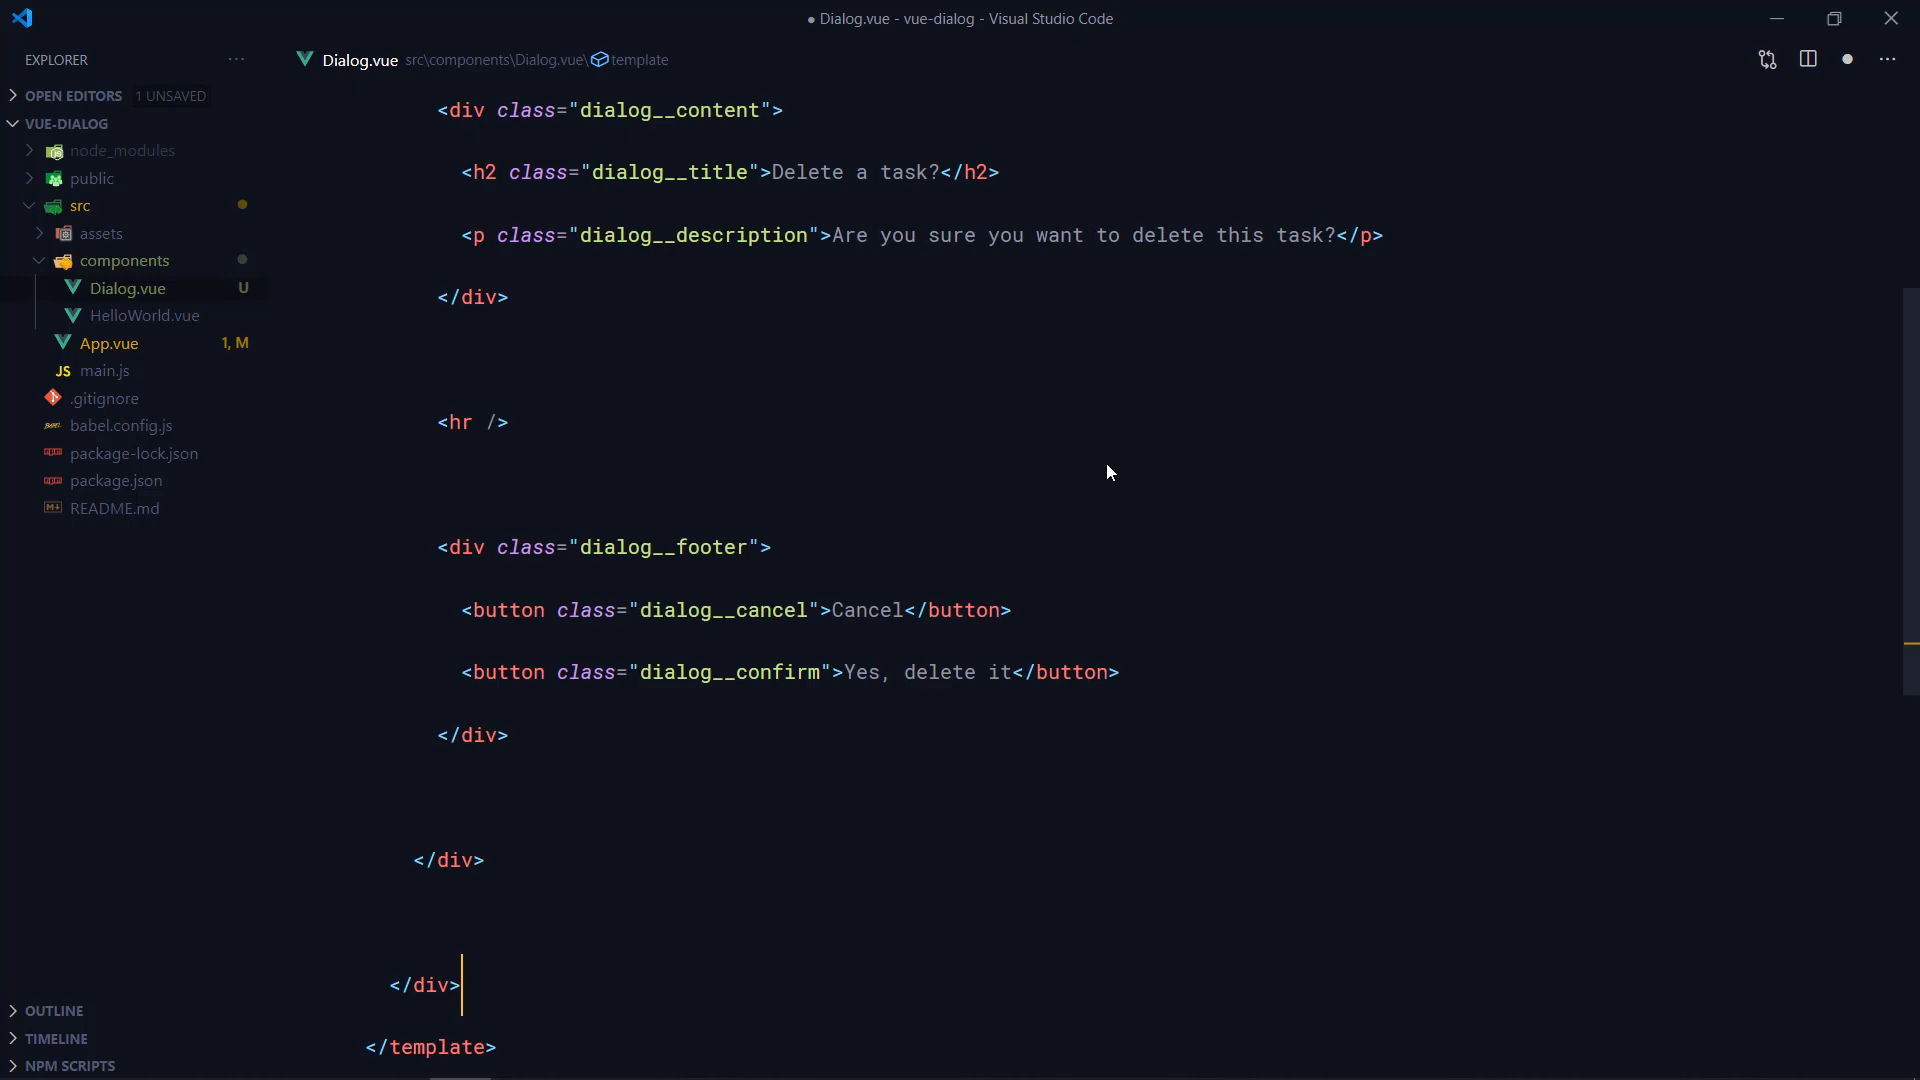 ● Dialog.vue - vue-dialog - Visual Studio Code
EXPLORER
Dialog.vue src\components\Dialog.vue\ template
OPEN EDITORS 1 UNSAVED
VUE-DIALOG
node_modules
public
src
assets
components
Dialog.vue U
HelloWorld.vue
App.vue 1, M
JS main.js
.gitignore
babel.config.js
package-lock.json
package.json
README.md
OUTLINE
TIMELINE
NPM SCRIPTS
<div class="dialog__content">
<h2 class="dialog__title">Delete a task?</h2>
<p class="dialog__description">Are you sure you want to delete this task?</p>
</div>
<hr />
<div class="dialog__footer">
<button class="dialog__cancel">Cancel</button>
<button class="dialog__confirm">Yes, delete it</button>
</div>
</div>
</div>
</template>